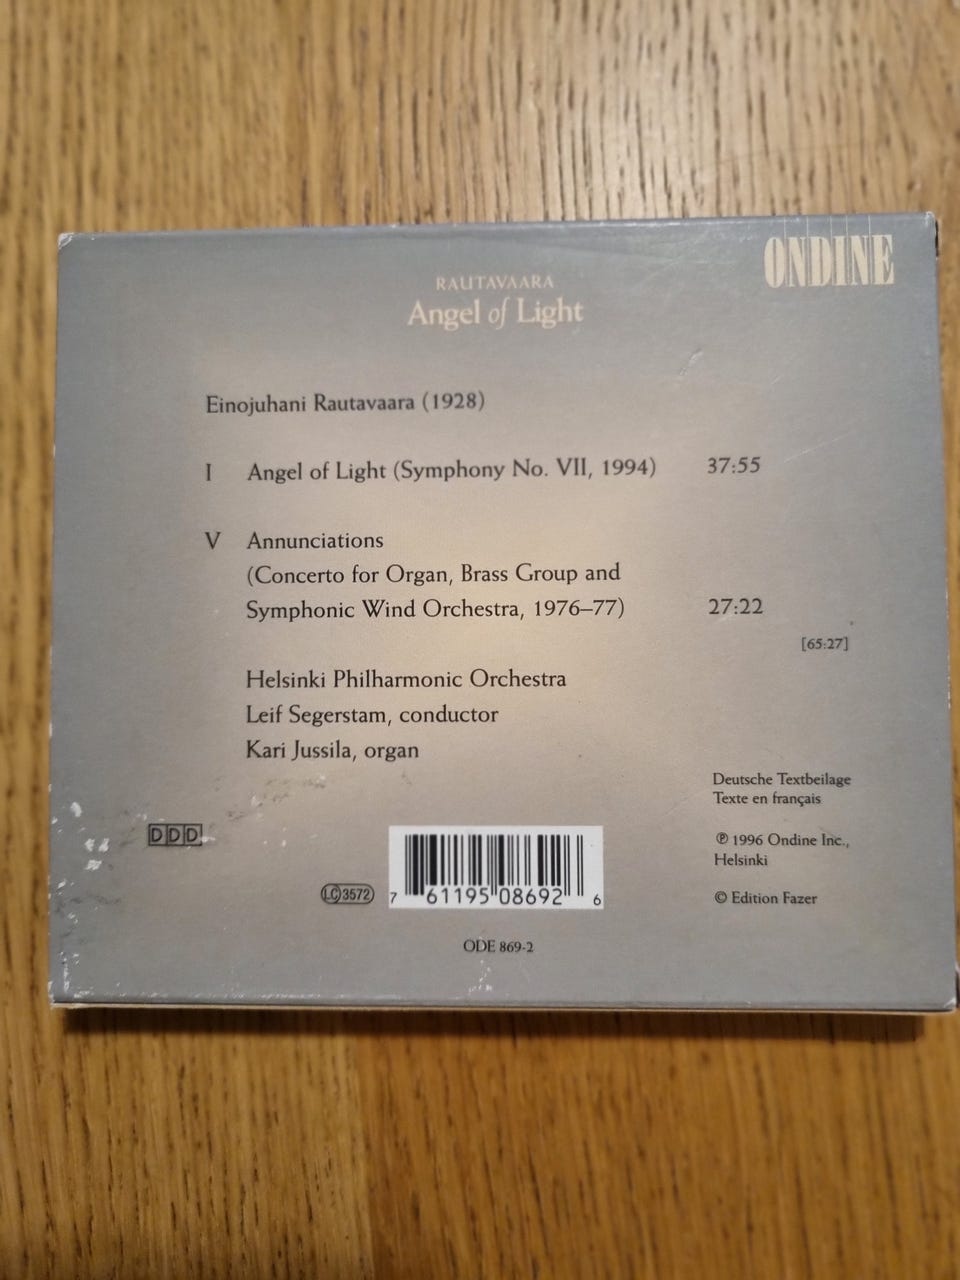 ONDINE
RAUTAVAARA
Angel of Light
Einojuhani Rautavaara (1928)
I Angel of Light (Symphony No. VII, 1994) 37:55
V Annunciations
(Concerto for Organ, Brass Group and
Symphonic Wind Orchestra, 1976–77) 27:22
[65:27]
Helsinki Philharmonic Orchestra
Leif Segerstam, conductor
Kari Jussila, organ
Deutsche Textbeilage
Texte en français
DDD
℗ 1996 Ondine Inc.,
Helsinki
LC 3572
7 61195 08692 6
© Edition Fazer
ODE 869-2